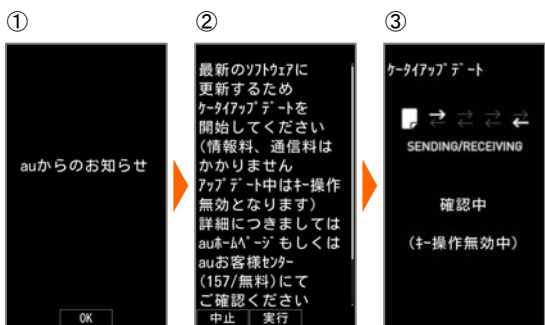 ①
auからのお知らせ
OK
②
最新のｿﾌﾄｳｪｱに
更新するため
ｹｰﾀｲｱｯﾌﾟﾃﾞｰﾄを
開始してください
(情報料、通信料は
かかりません
ｱｯﾌﾟﾃﾞｰﾄ中はｷｰ操作
無効となります)
詳細につきましては
auﾎｰﾑﾍﾟｰｼﾞもしくは
auお客様ｾﾝﾀｰ
(157/無料)にて
ご確認ください
中止 実行
③
ｹｰﾀｲｱｯﾌﾟﾃﾞｰﾄ
SENDING/RECEIVING
確認中
(ｷｰ操作無効中)